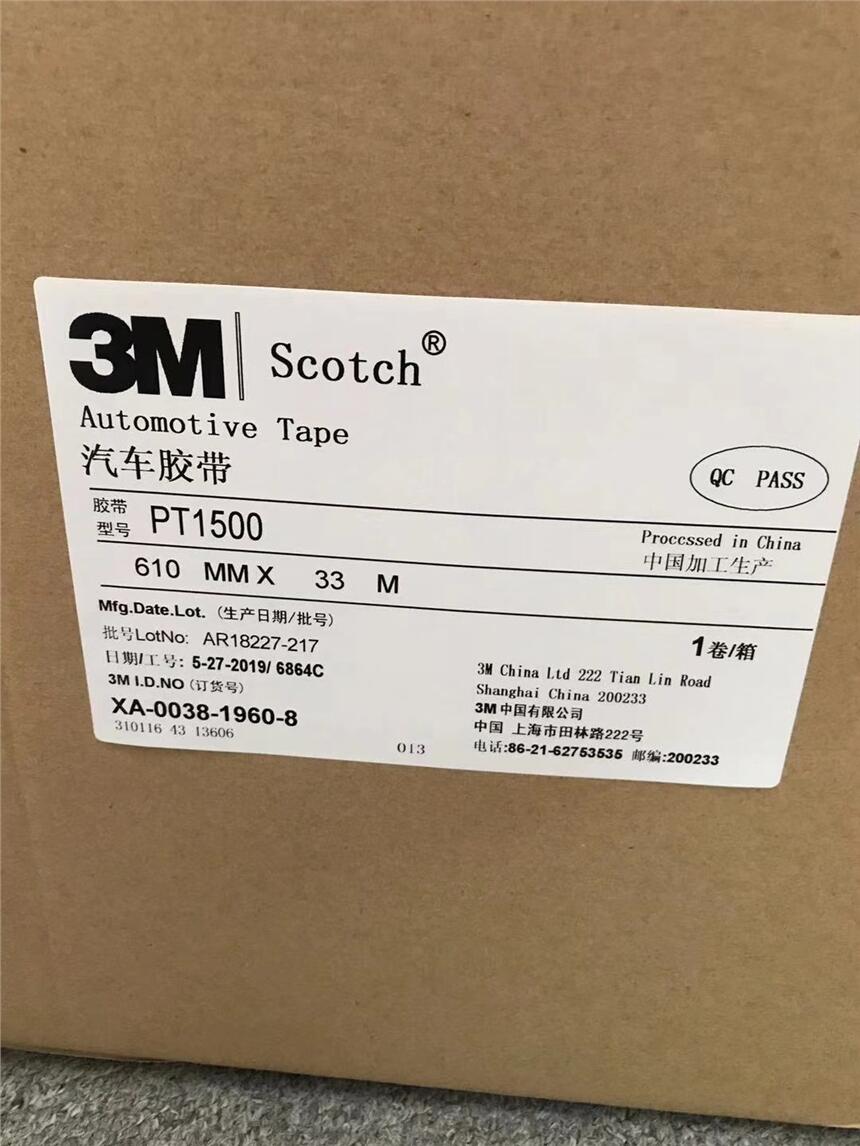 3M Scotch®
Automotive Tape
汽车胶带
QC PASS
胶带型号 PT1500
Proccssed in China
中国加工生产
610 MM X 33 M
Mfg.Date.Lot. (生产日期/批号)
批号LotNo: AR18227-217
1卷/箱
日期/工号: 5-27-2019/ 6864C
3M I.D.NO (订货号)
XA-0038-1960-8
310116 43 13606
013
3M China Ltd 222 Tian Lin Road
Shanghai China 200233
3M中国有限公司
中国 上海市田林路222号
电话:86-21-62753535 邮编:200233